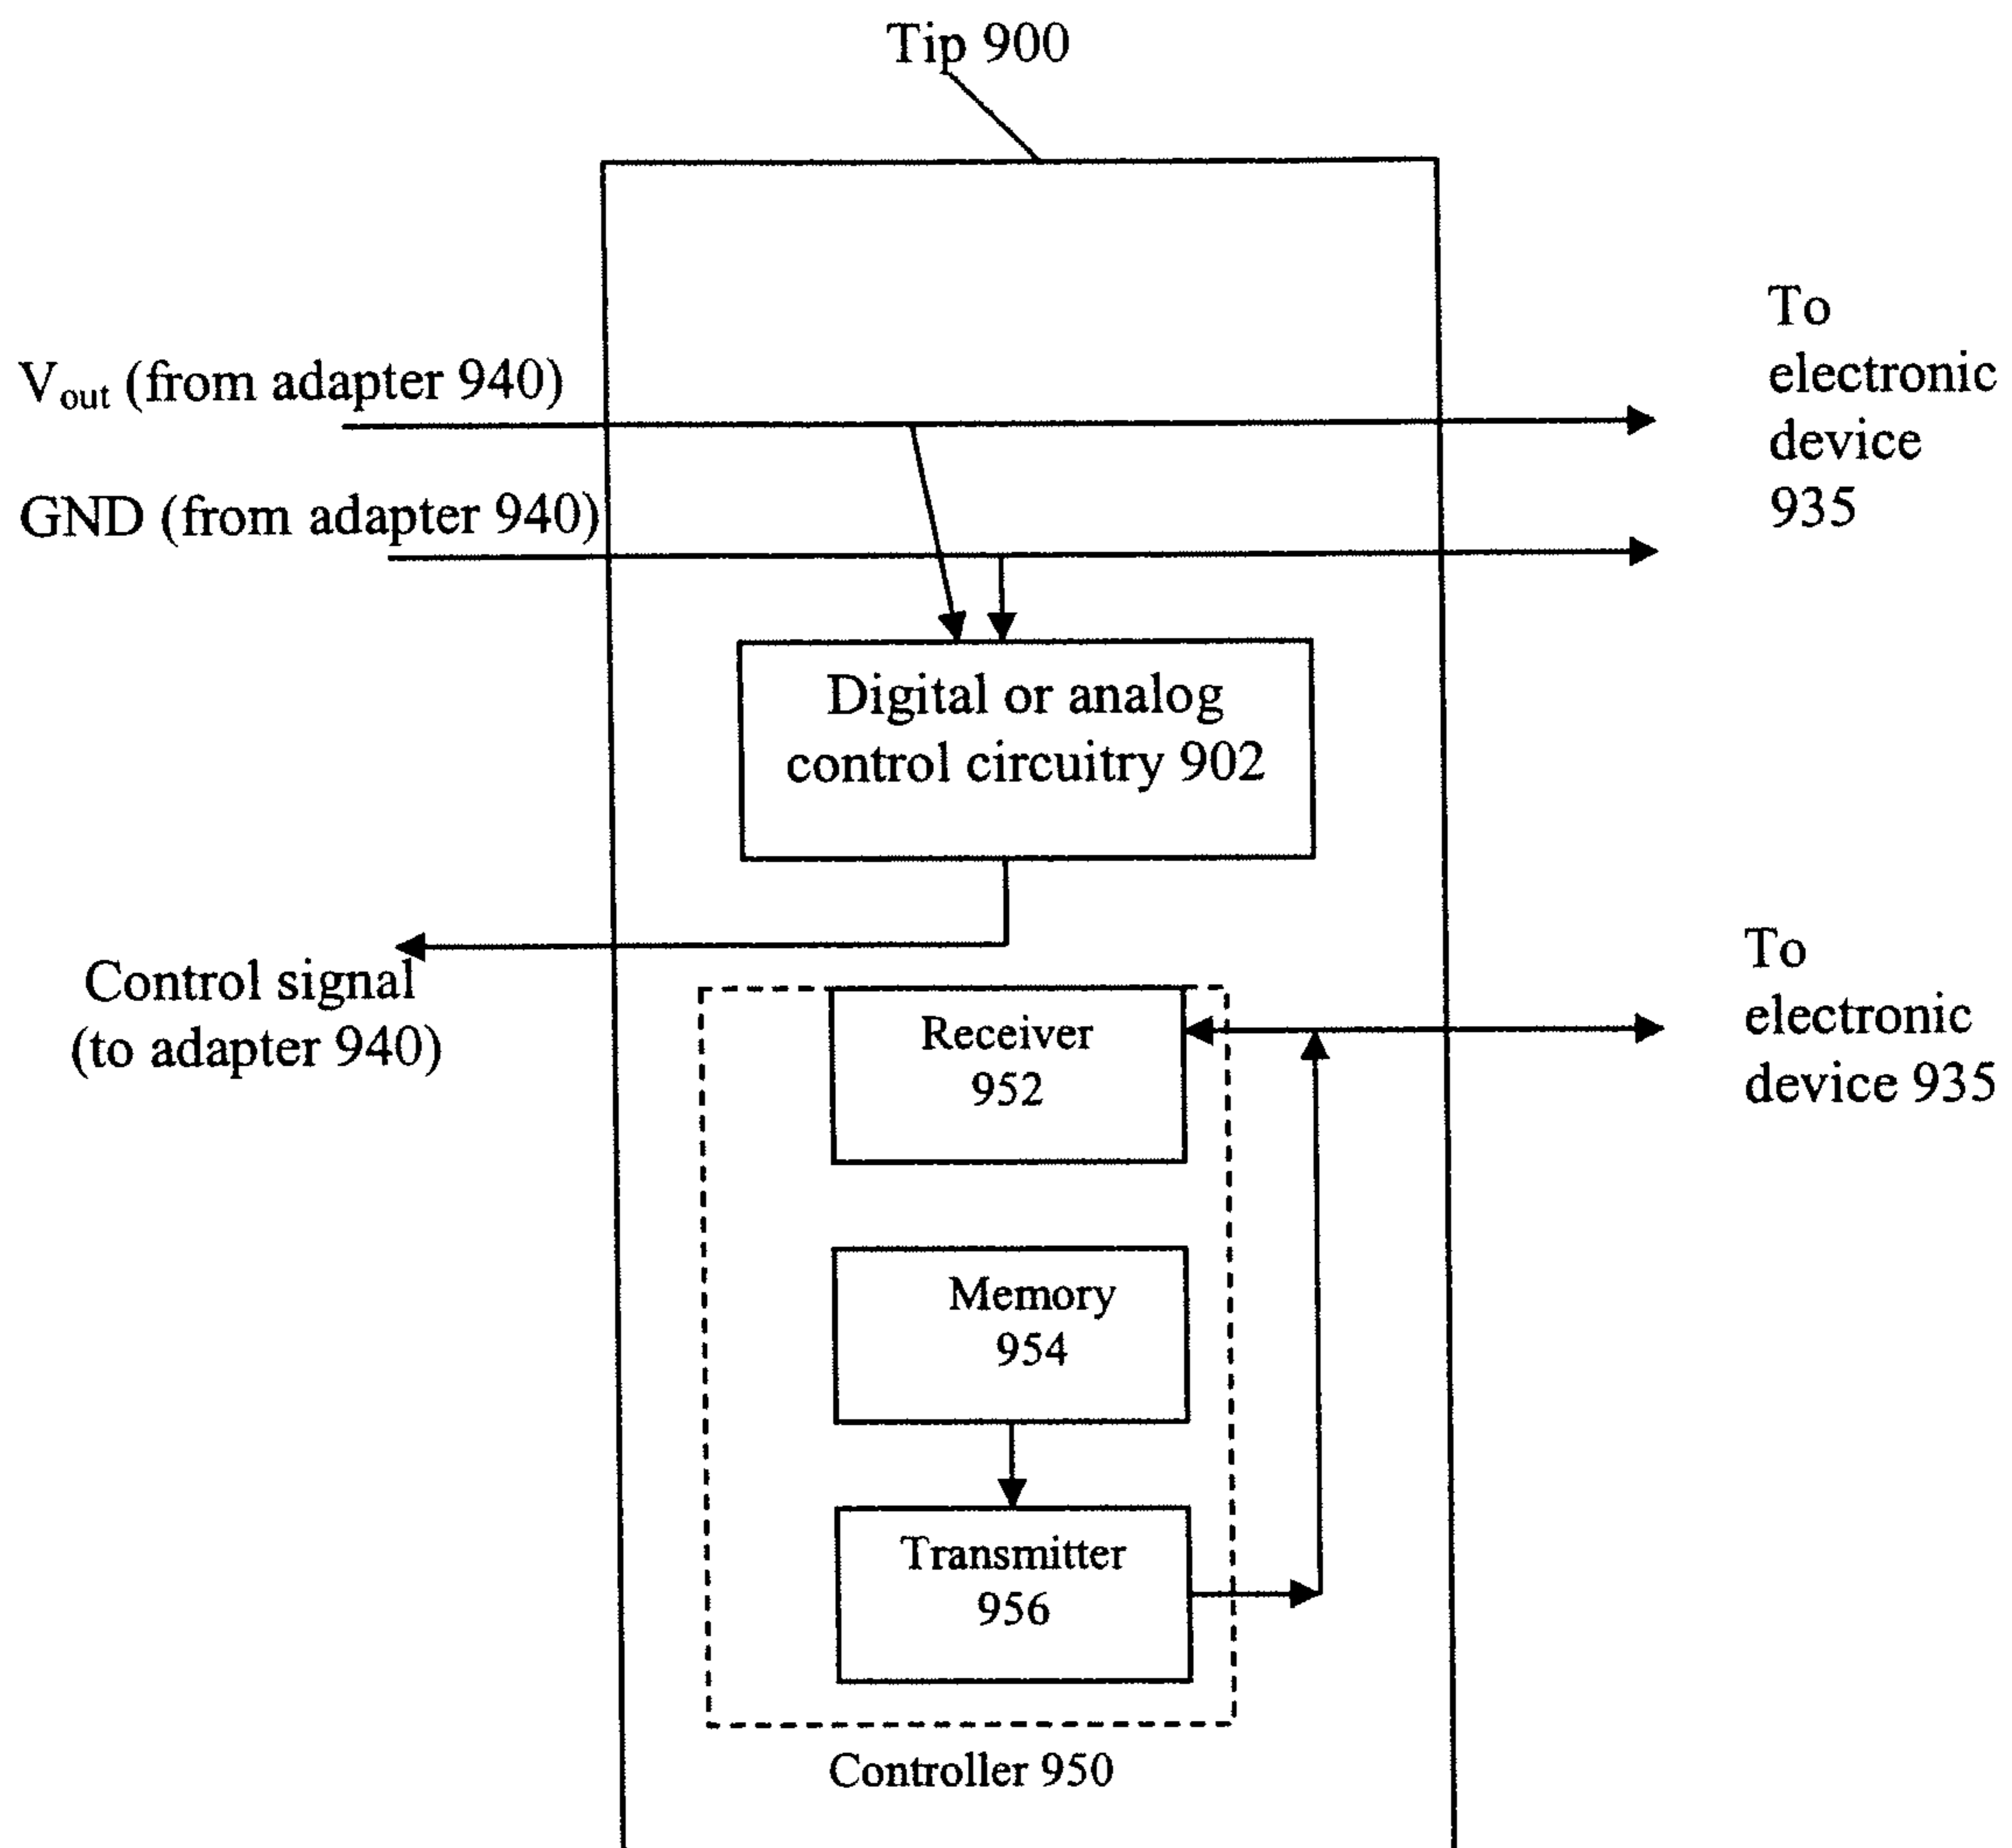 Tip 900
V_out (from adapter 940)
GND (from adapter 940)
To
electronic
device
935
Digital or analog
control circuitry 902
Control signal
(to adapter 940)
To
electronic
device 935
Receiver
952
Memory
954
Transmitter
956
Controller 950